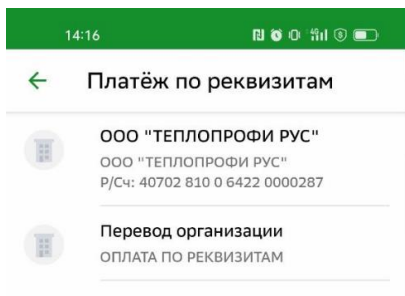 14:16
Платёж по реквизитам
ООО "ТЕПЛОПРОФИ РУС"
ООО "ТЕПЛОПРОФИ РУС"
Р/Сч: 40702 810 0 6422 0000287
Перевод организации
ОПЛАТА ПО РЕКВИЗИТАМ